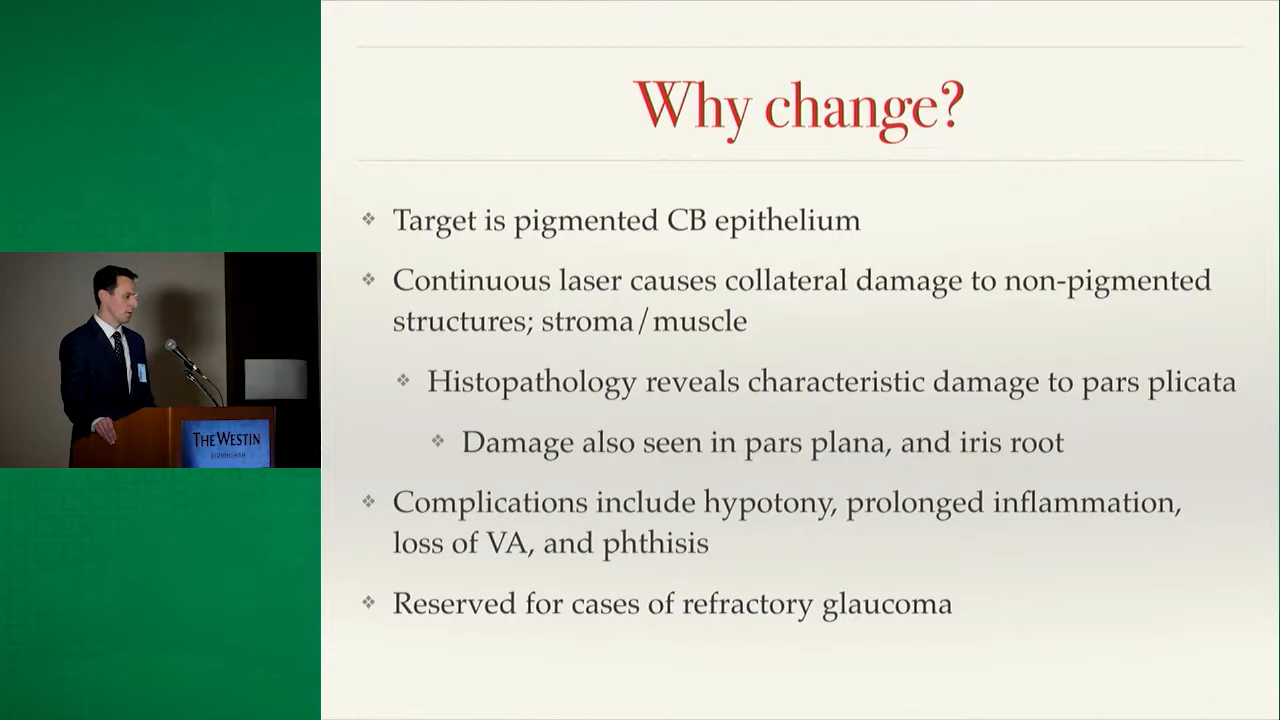 Why change?
❖ Target is pigmented CB epithelium
❖ Continuous laser causes collateral damage to non-pigmented
structures; stroma/muscle
❖ Histopathology reveals characteristic damage to pars plicata
❖ Damage also seen in pars plana, and iris root
❖ Complications include hypotony, prolonged inflammation,
loss of VA, and phthisis
❖ Reserved for cases of refractory glaucoma
THE WESTIN
BIRMINGHAM